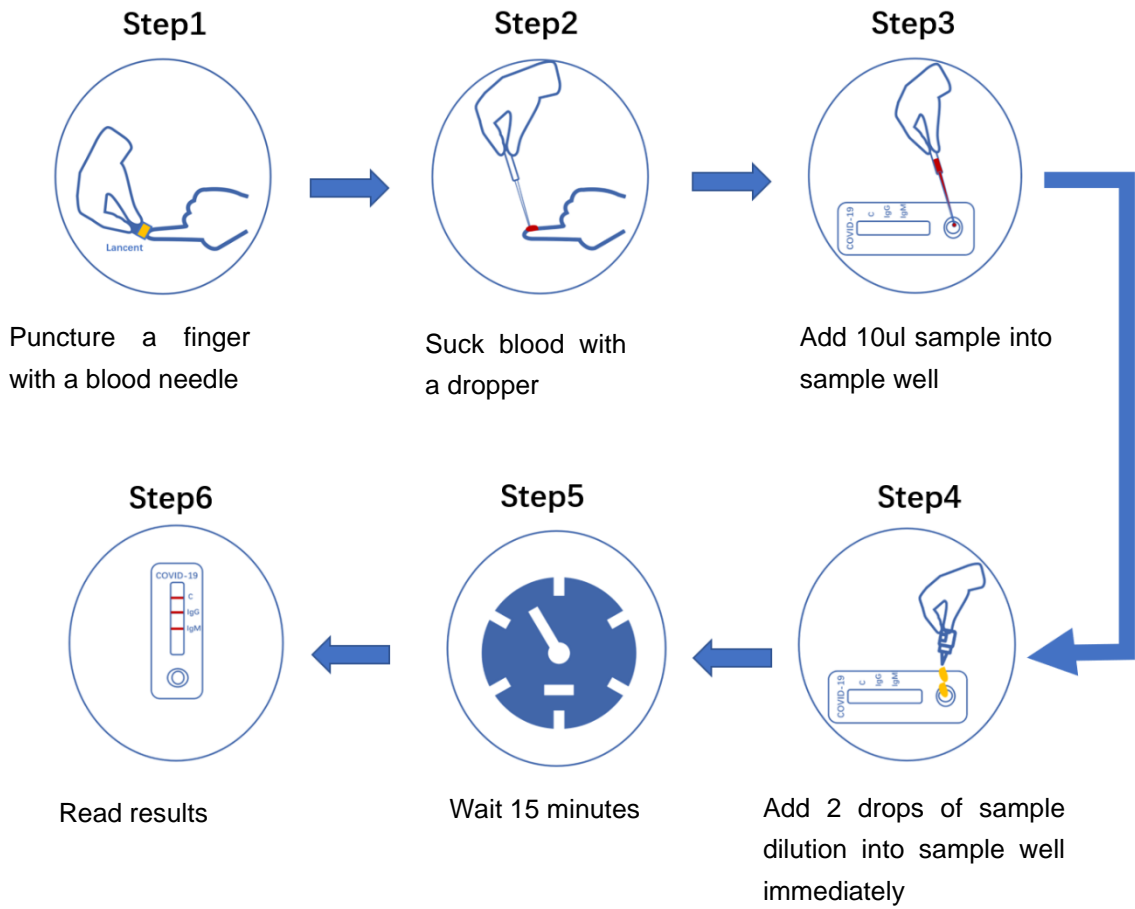 Step1
Lancent
Puncture a finger
with a blood needle
Step2
Suck blood with
a dropper
Step3
COVID-19
C
IgG
IgM
Add 10ul sample into
sample well
Step4
COVID-19
C
IgG
IgM
Add 2 drops of sample
dilution into sample well
immediately
Step5
Wait 15 minutes
Step6
COVID-19
C
IgG
IgM
Read results